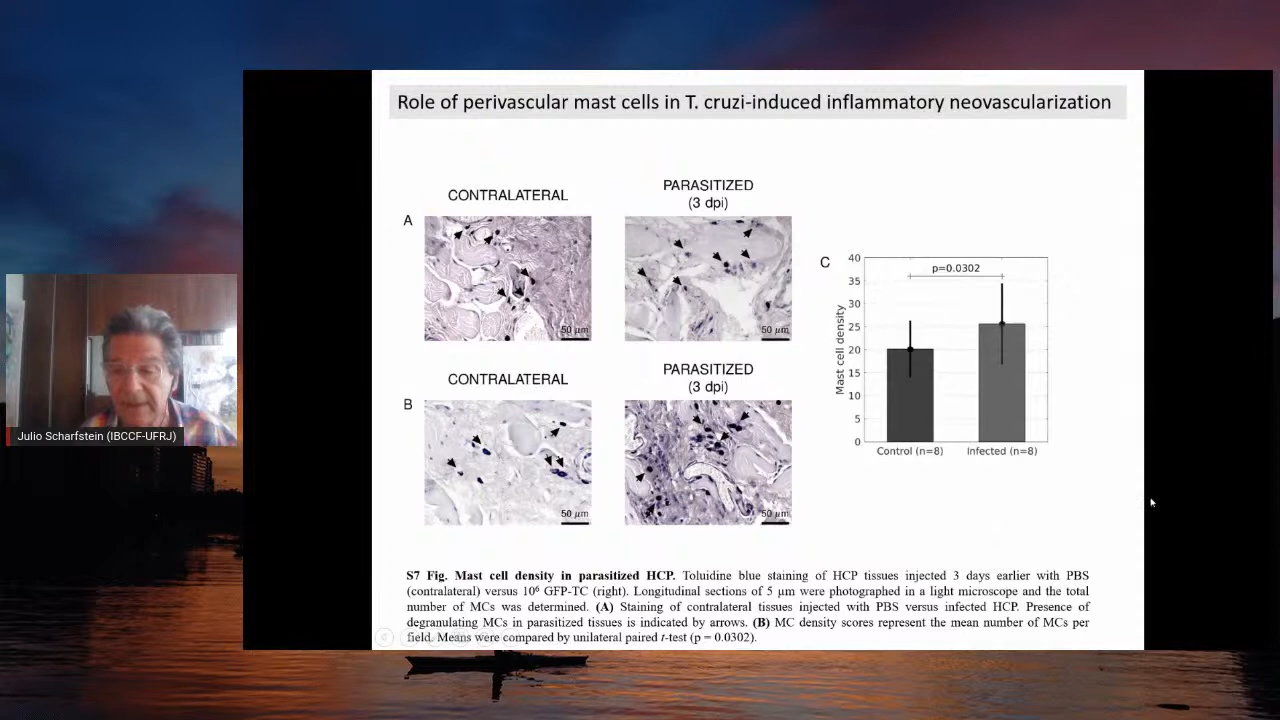 Role of perivascular mast cells in T. cruzi-induced inflammatory neovascularization
CONTRALATERAL
PARASITIZED
(3 dpi)
A
50 µm
50 µm
CONTRALATERAL
PARASITIZED
(3 dpi)
B
50 µm
50 µm
C
40
35
30
25
20
15
10
5
0
Mast cell density
p=0.0302
Control (n=8)
Infected (n=8)
Julio Scharfstein (IBCCF-UFRJ)
S7 Fig. Mast cell density in parasitized HCP. Toluidine blue staining of HCP tissues injected 3 days earlier with PBS
(contralateral) versus 10⁶ GFP-TC (right). Longitudinal sections of 5 µm were photographed in a light microscope and the total
number of MCs was determined. (A) Staining of contralateral tissues injected with PBS versus infected HCP. Presence of
degranulating MCs in parasitized tissues is indicated by arrows. (B) MC density scores represent the mean number of MCs per
field. Means were compared by unilateral paired t-test (p = 0.0302).